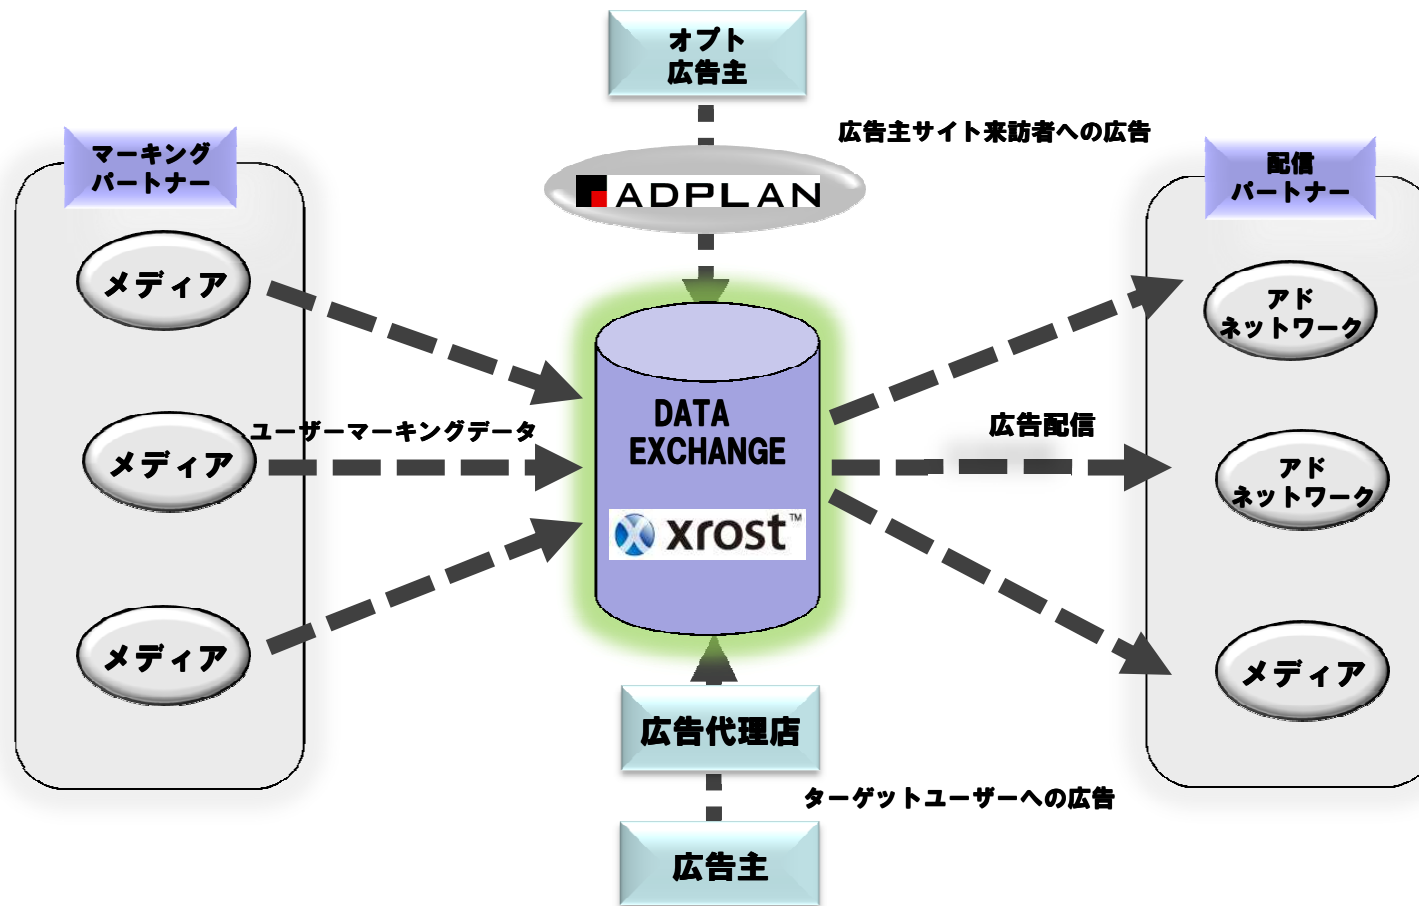 オプト
広告主
広告主サイト来訪者への広告
マーキング
パートナー
配信
パートナー
ADPLAN
メディア
アド
ネットワーク
DATA
EXCHANGE
ユーザーマーキングデータ
広告配信
メディア
アド
ネットワーク
xrost™
メディア
メディア
広告代理店
ターゲットユーザーへの広告
広告主